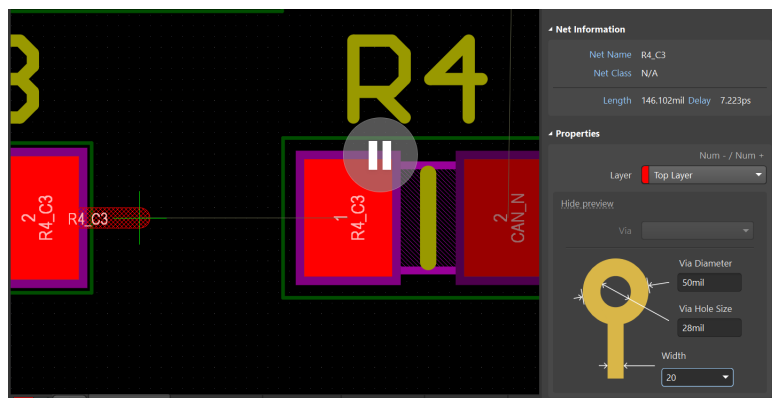 R4
2
R4_C3
R4_C3
1
R4_C3
2
CAN_N
Net Information
Net Name R4_C3
Net Class N/A
Length 146.102mil Delay 7.223ps
Properties
Num - / Num +
Layer Top Layer
Hide preview
Via
Via Diameter
50mil
Via Hole Size
28mil
Width
20